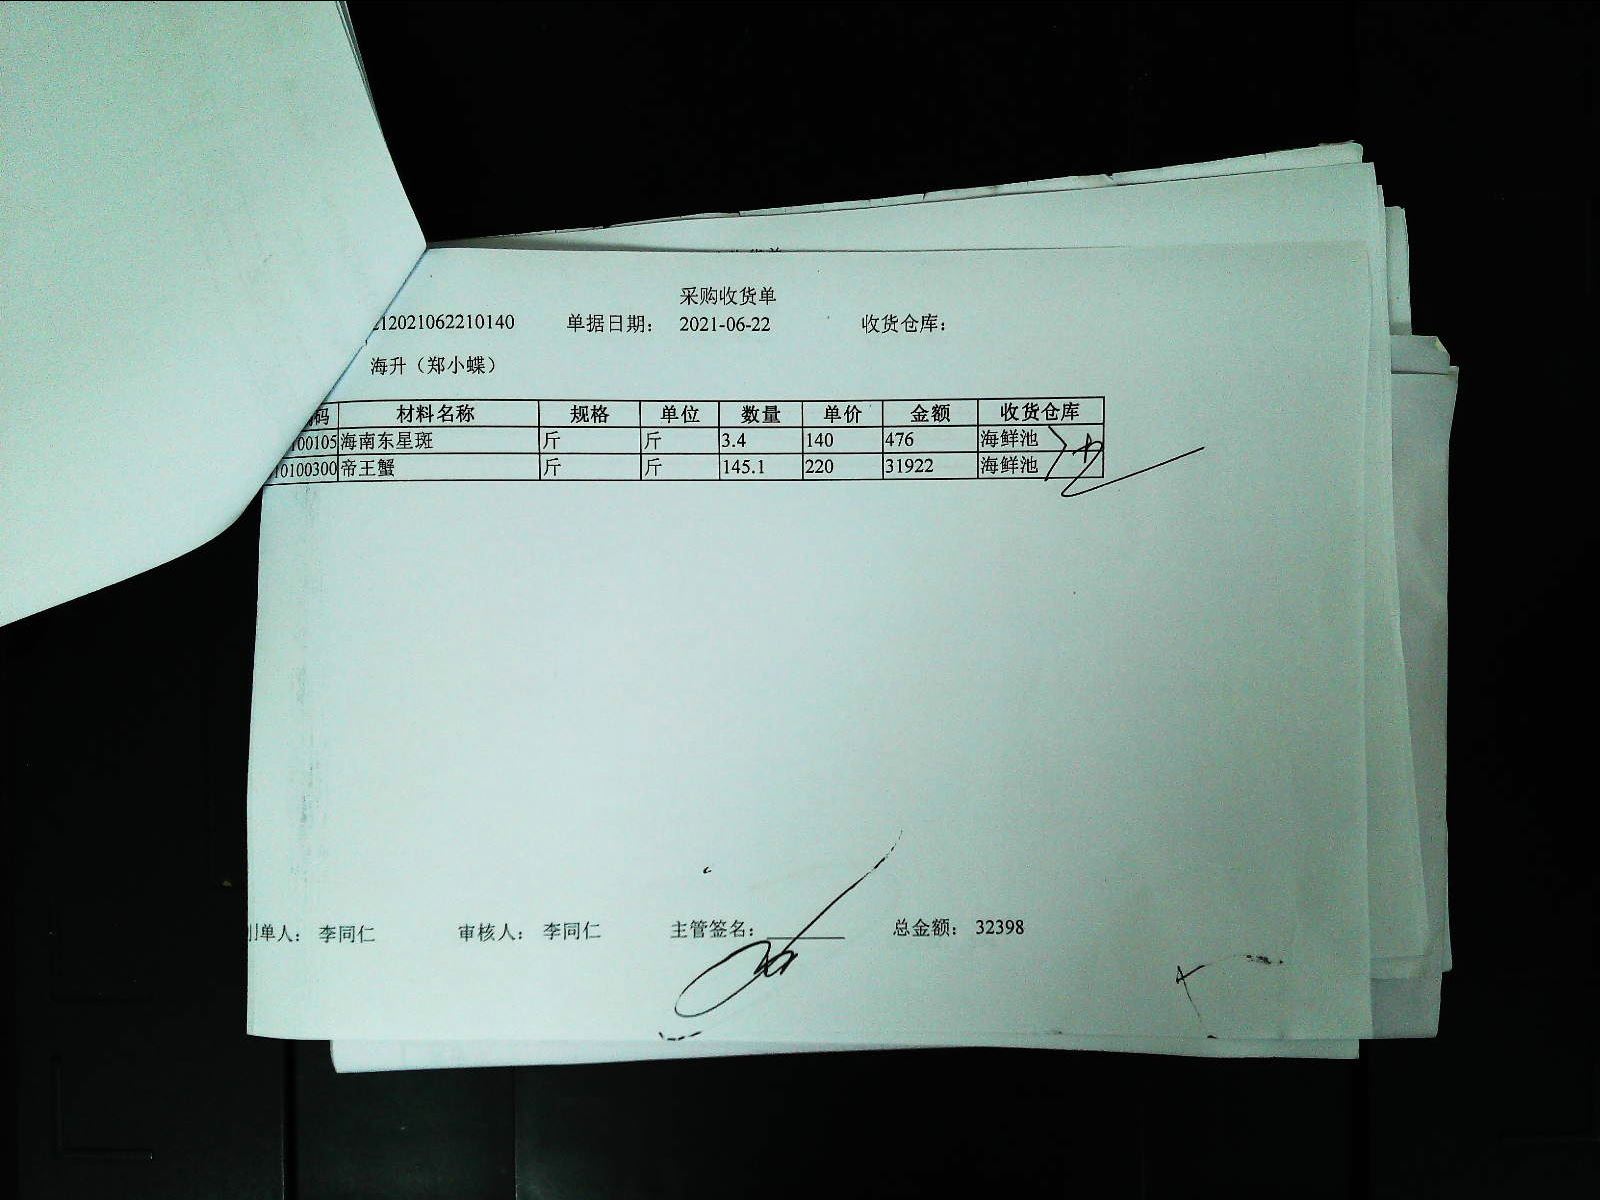 采购收货单
212021062210140 单据日期： 2021-06-22 收货仓库：
海升（郑小蝶）
码 材料名称 规格 单位 数量 单价 金额 收货仓库
100105 海南东星斑 斤 斤 3.4 140 476 海鲜池
0100300 帝王蟹 斤 斤 145.1 220 31922 海鲜池
单人： 李同仁 审核人： 李同仁 主管签名： 总金额： 32398